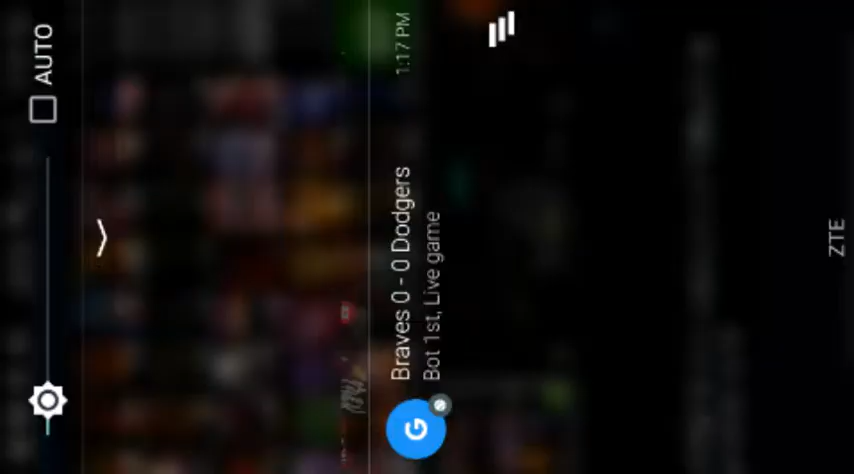 AUTO
1:17 PM
Braves 0 - 0 Dodgers
Bot 1st, Live game
G
ZTE